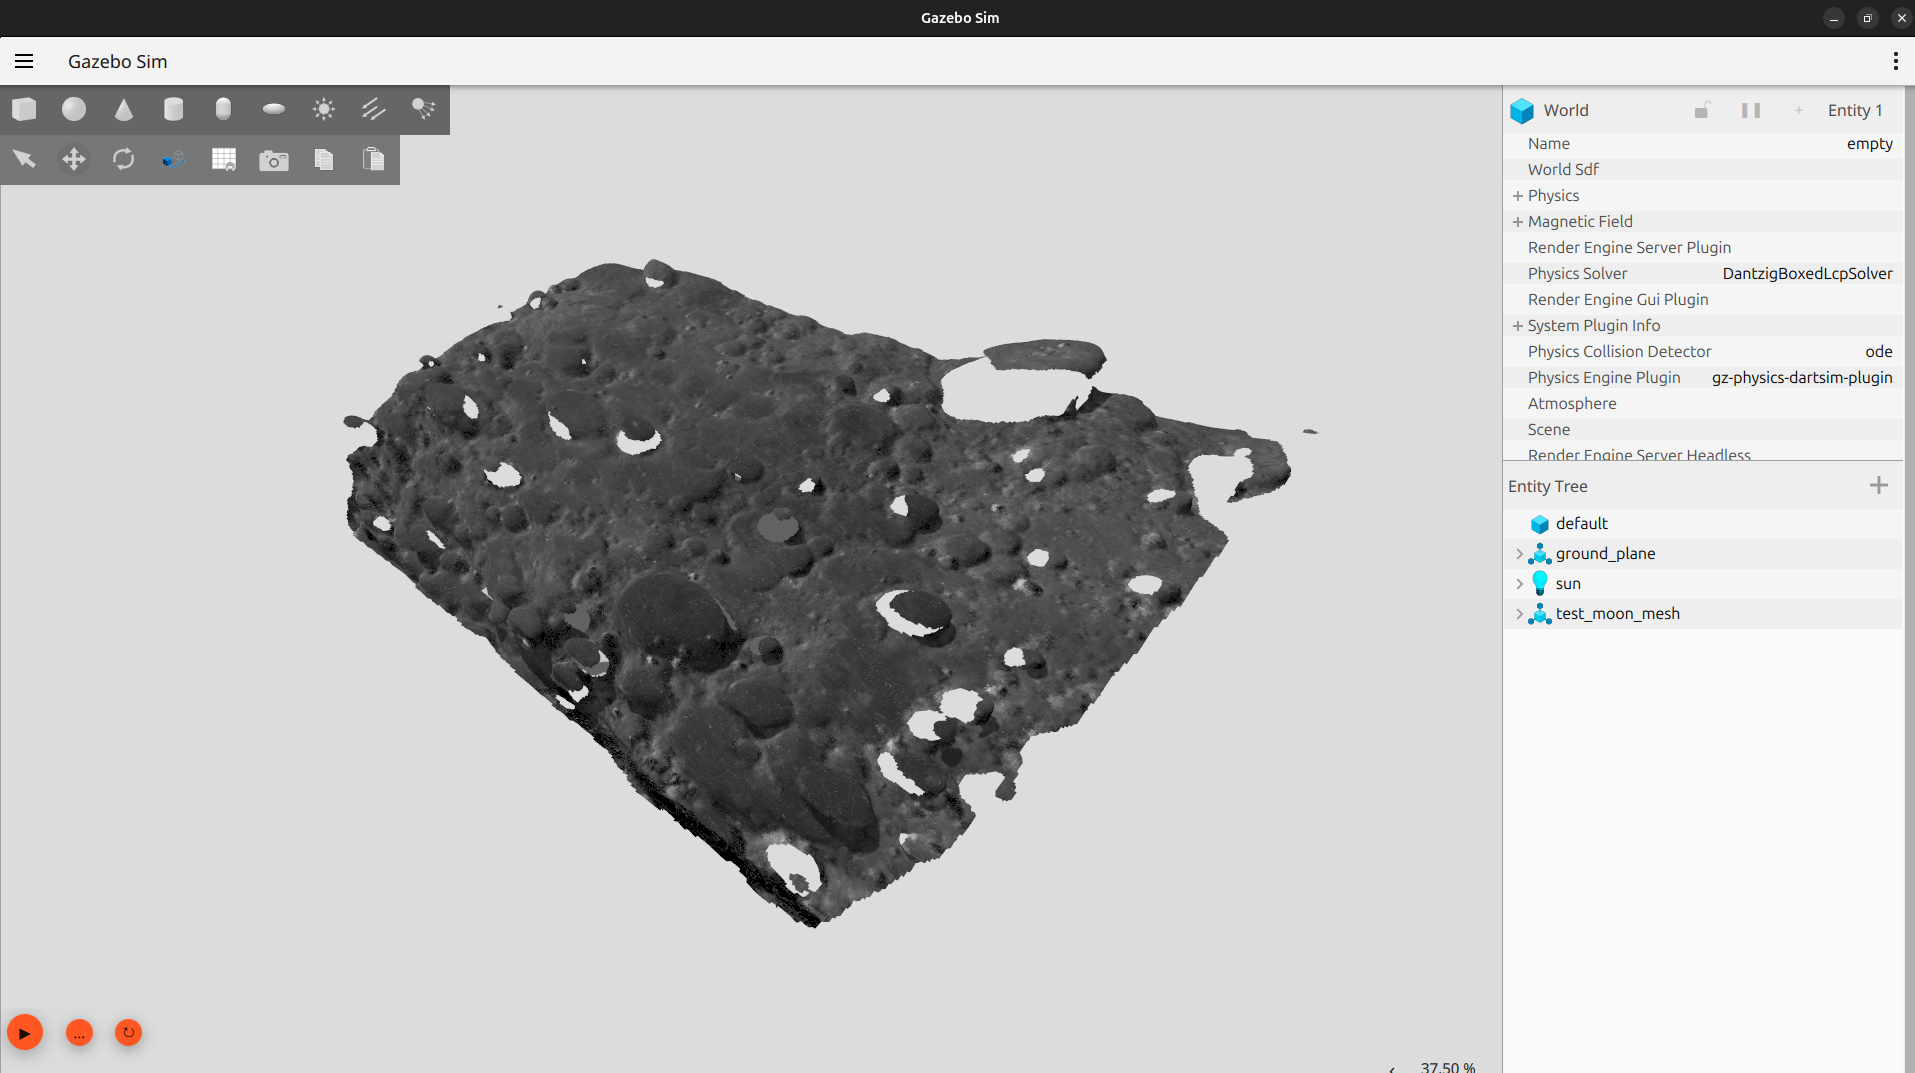 Gazebo Sim
Gazebo Sim
World Entity 1
Name empty
World Sdf
Physics
Magnetic Field
Render Engine Server Plugin
Physics Solver DantzigBoxedLcpSolver
Render Engine Gui Plugin
System Plugin Info
Physics Collision Detector ode
Physics Engine Plugin gz-physics-dartsim-plugin
Atmosphere
Scene
Render Engine Server Headless
Entity Tree
default
ground_plane
sun
test_moon_mesh
37.50 %